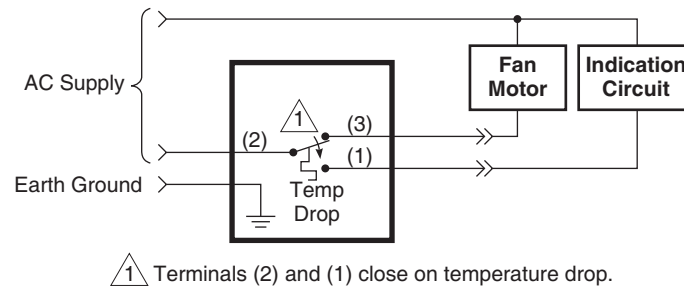 AC Supply
Fan
Motor
Indication
Circuit
1
(2)
(3)
(1)
Earth Ground
Temp
Drop
1 Terminals (2) and (1) close on temperature drop.